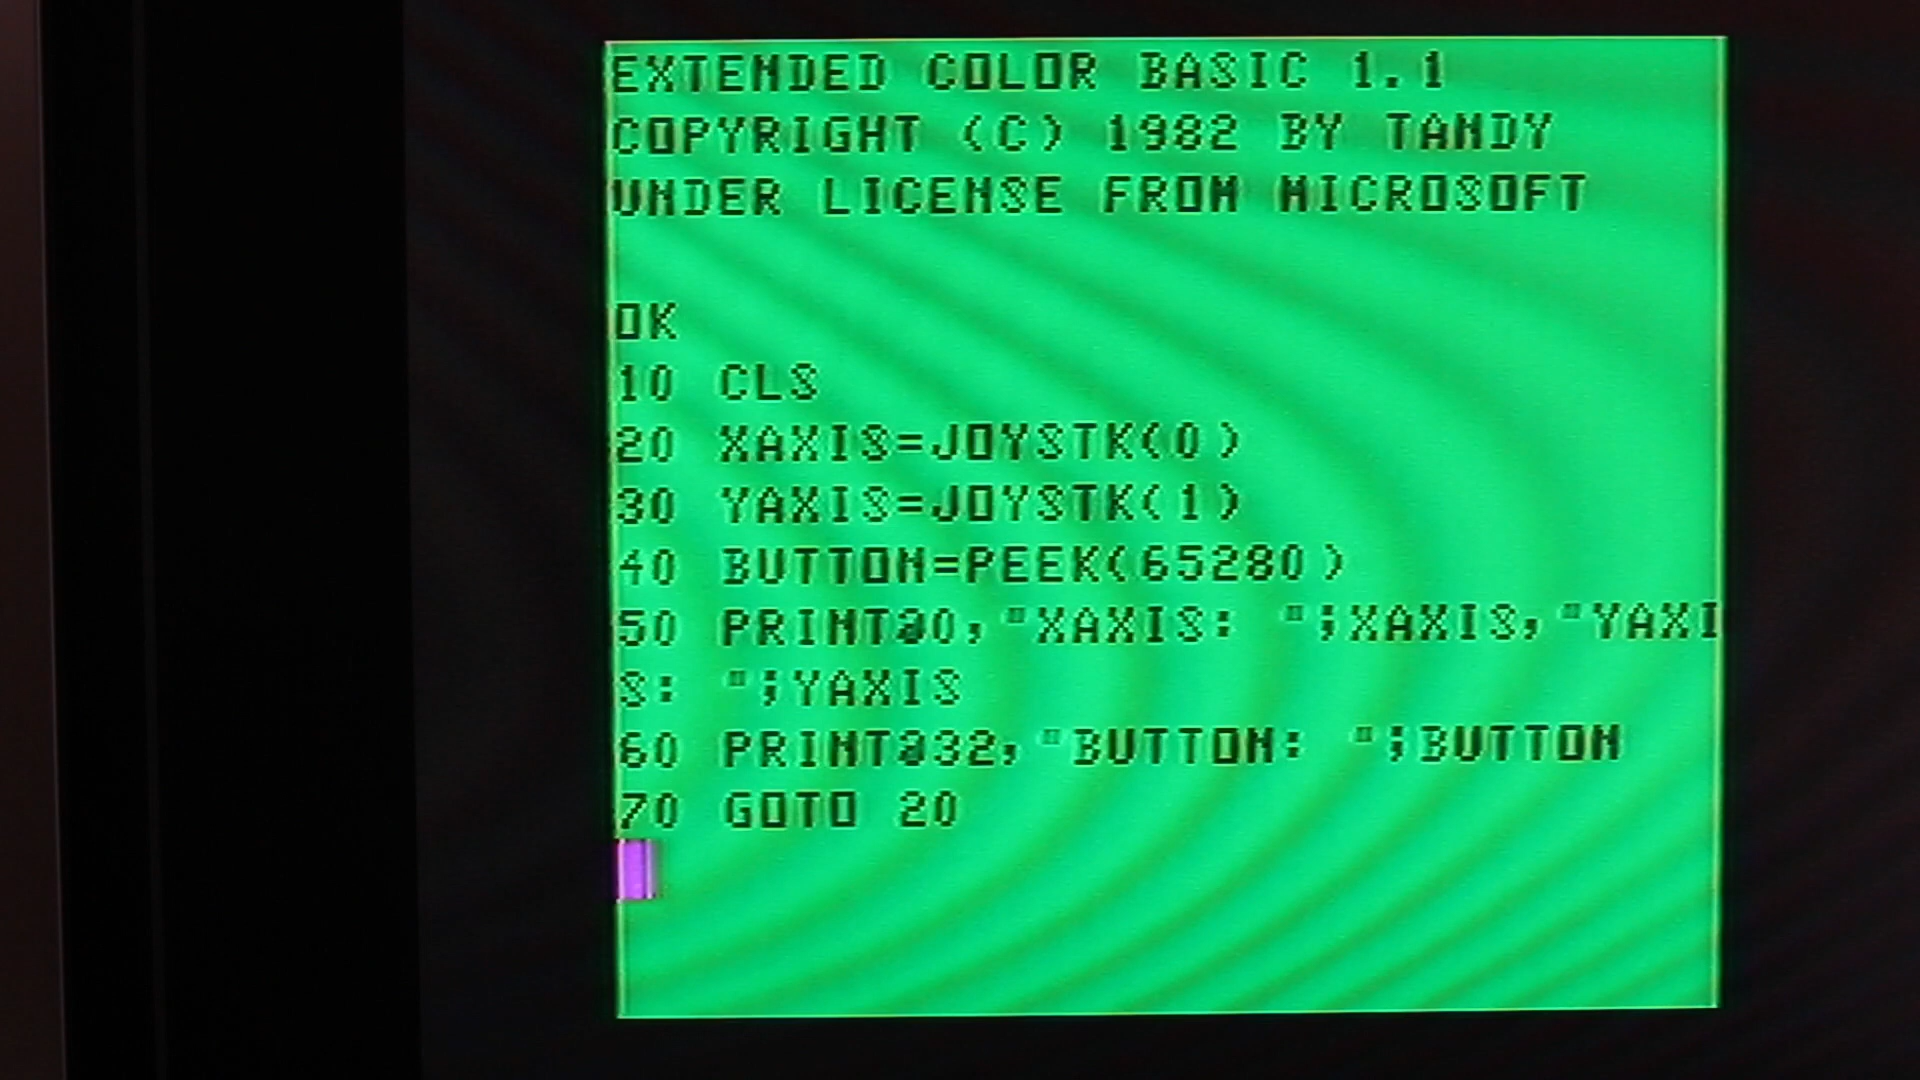 EXTENDED COLOR BASIC 1.1
COPYRIGHT (C) 1982 BY TANDY
UNDER LICENSE FROM MICROSOFT
OK
10 CLS
20 XAXIS=JOYSTK(0)
30 YAXIS=JOYSTK(1)
40 BUTTON=PEEK(65280)
50 PRINT@0,"XAXIS: ";XAXIS,"YAXI
S: ";YAXIS
60 PRINT@32,"BUTTON: ";BUTTON
70 GOTO 20